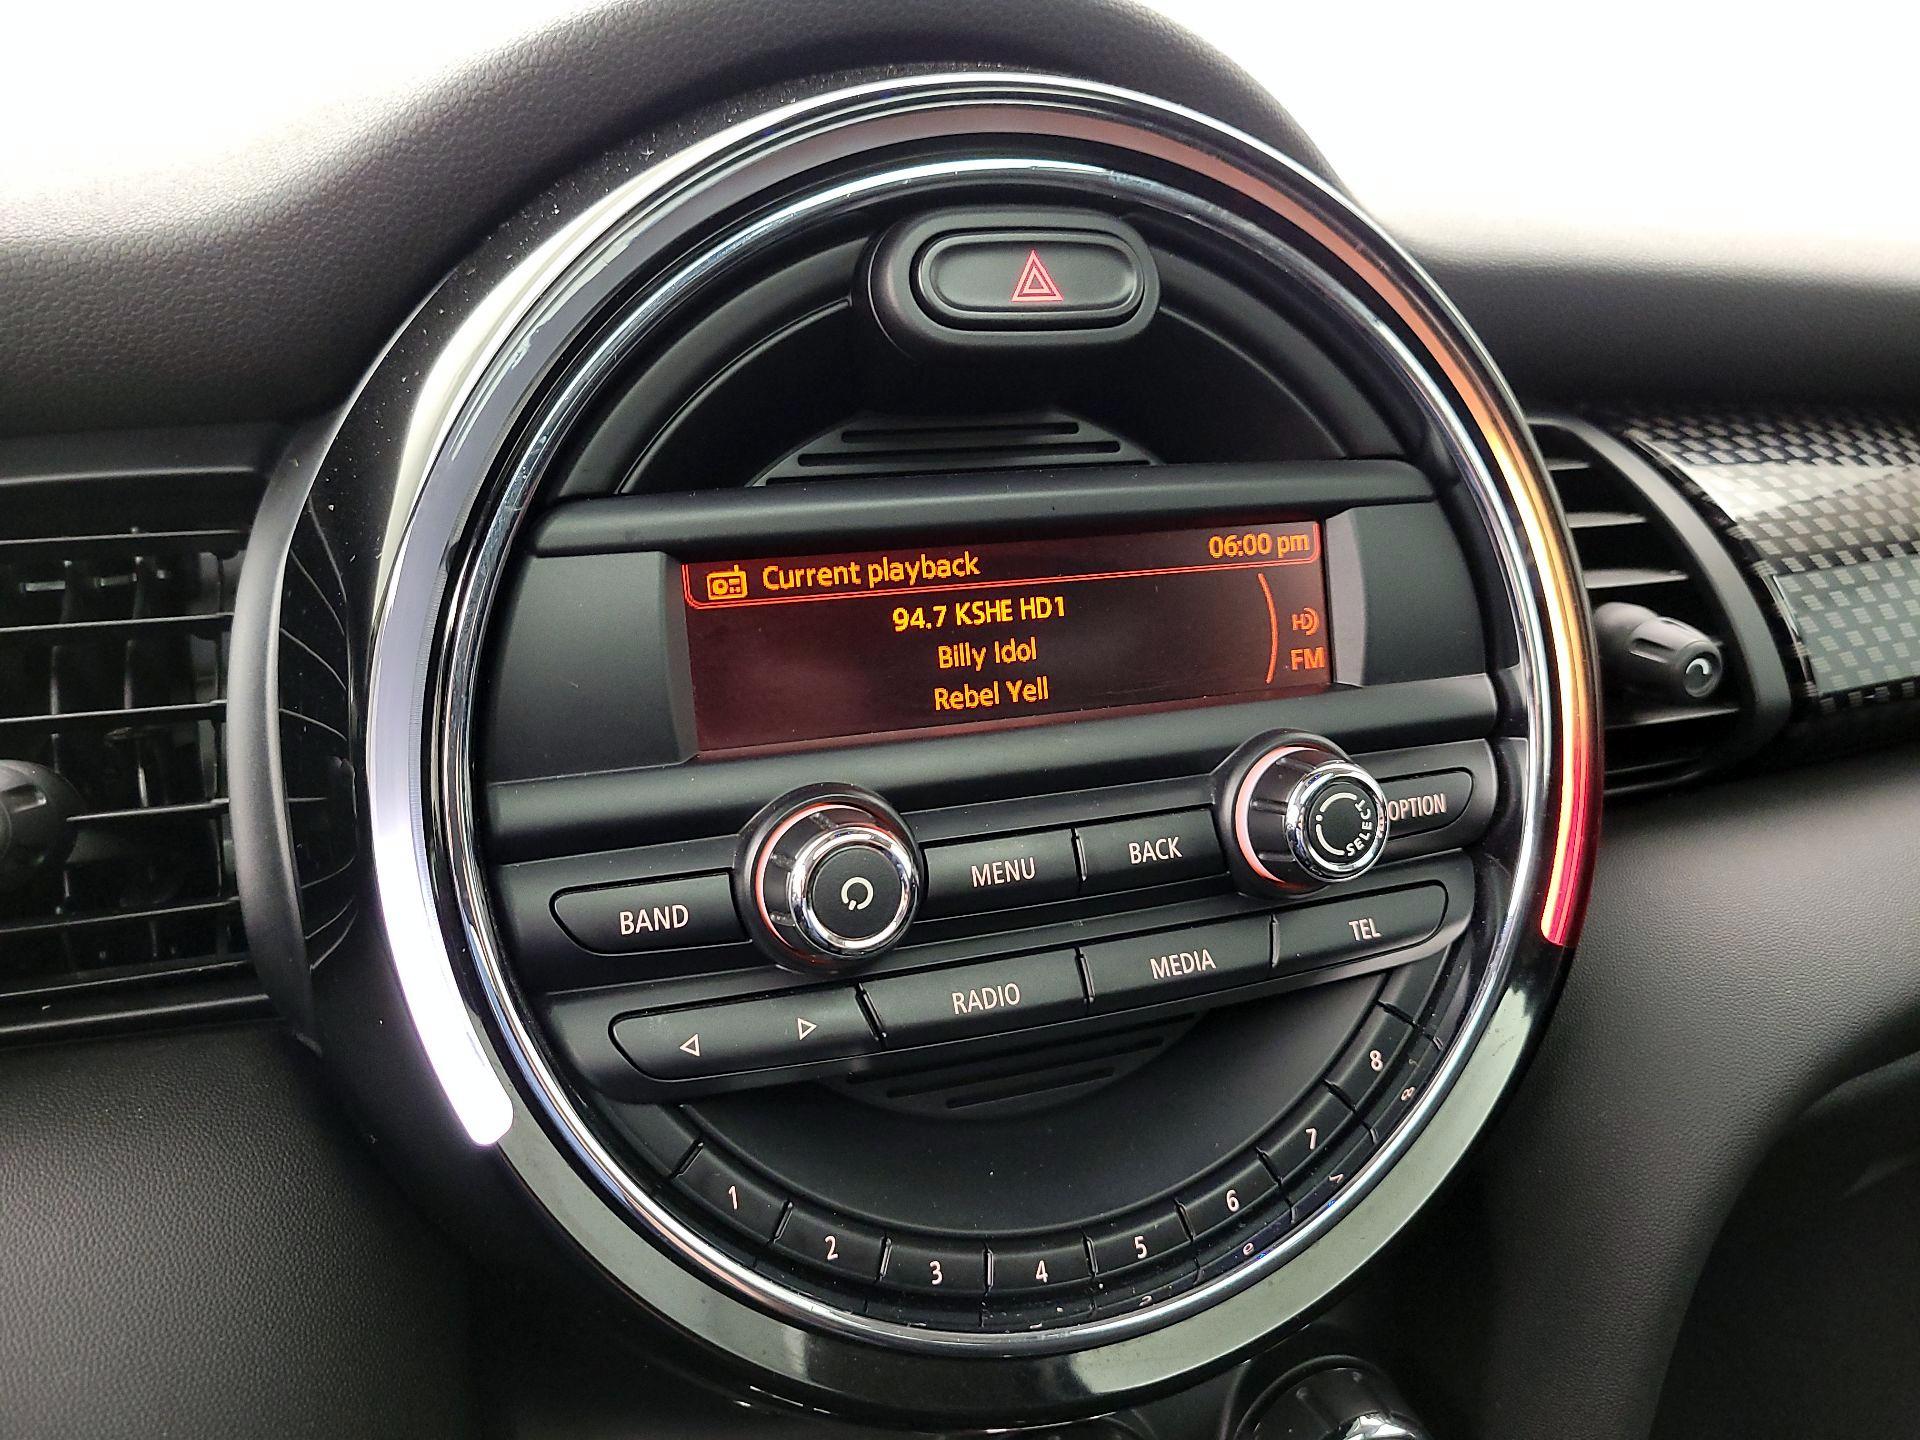 Current playback 06:00 pm
94.7 KSHE HD1
Billy Idol
Rebel Yell
HD
FM
BAND
MENU
BACK
SELECT
OPTION
RADIO
MEDIA
TEL
1 2 3 4 5 6 7 8